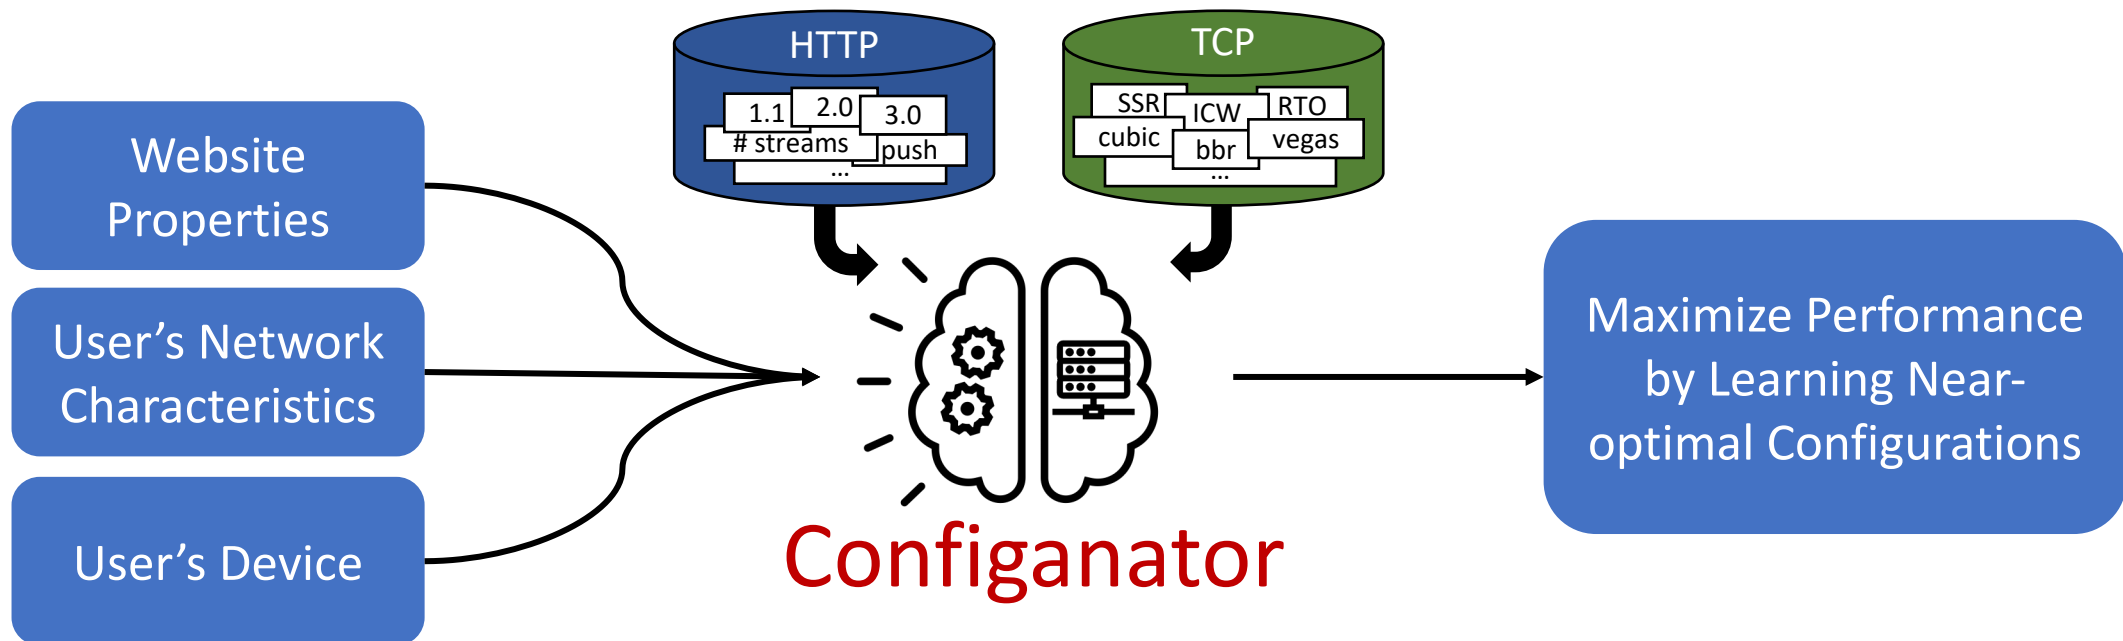 HTTP
1.1
2.0
3.0
# streams
push
...
TCP
SSR
ICW
RTO
cubic
bbr
vegas
...
Website
Properties
User’s Network
Characteristics
User’s Device
Configanator
Maximize Performance
by Learning Near-
optimal Configurations